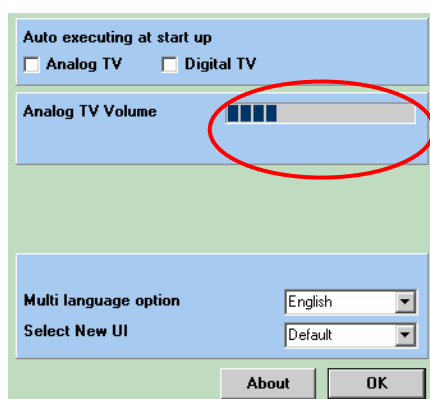 Auto executing at start up
Analog TV Digital TV
Analog TV Volume
Multi language option English
Select New UI Default
About OK